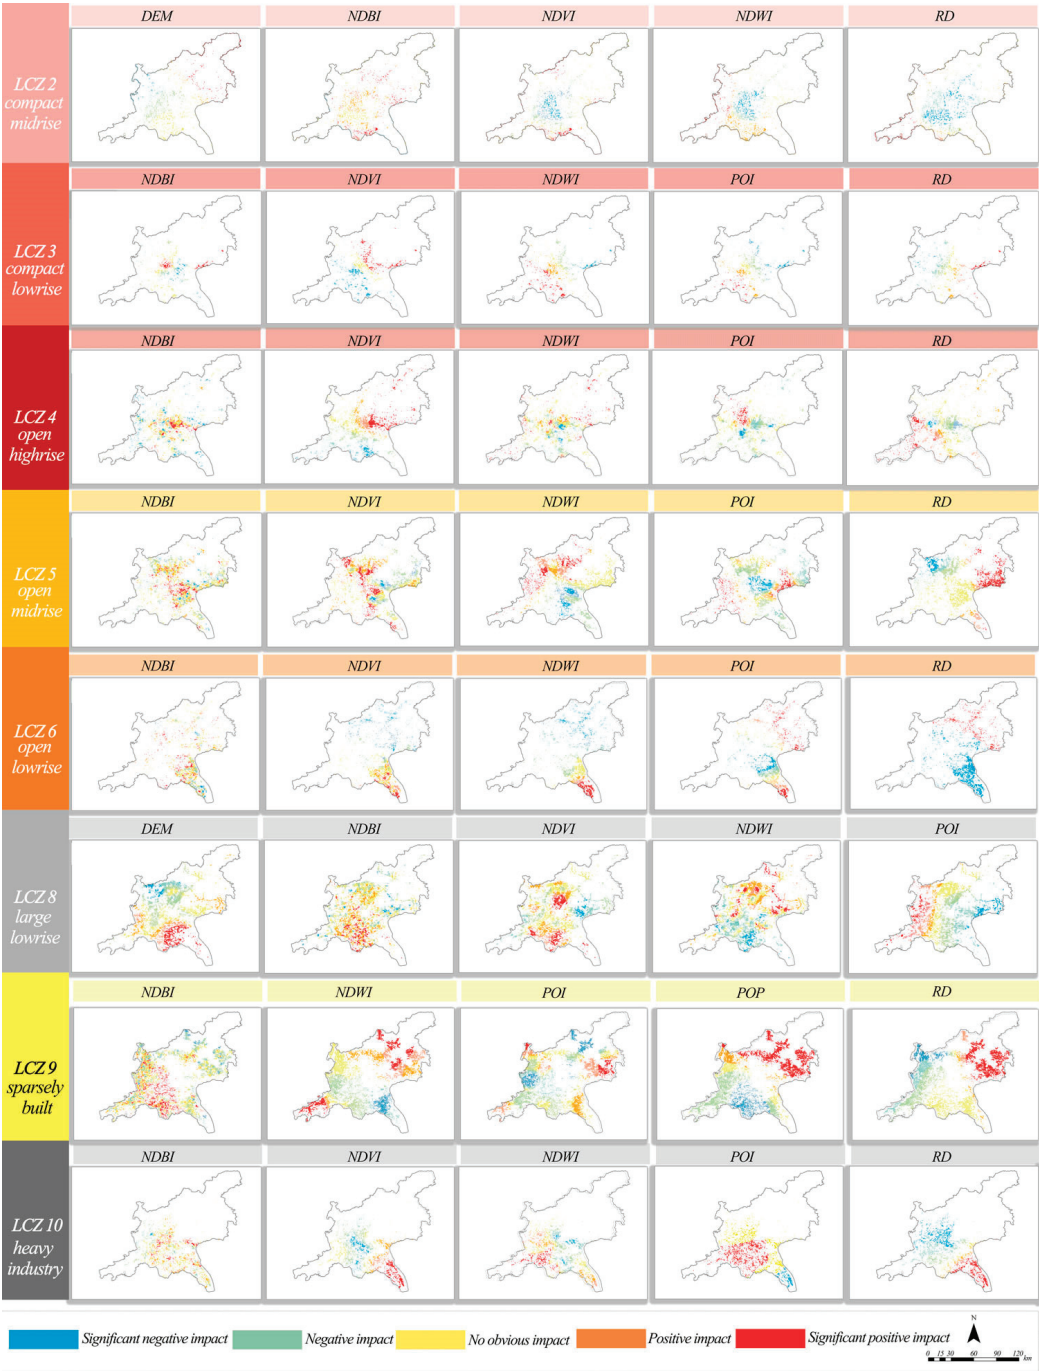 DEM NDBI NDVI NDWI RD
LCZ 2
compact
midrise
NDBI NDVI NDWI POI RD
LCZ 3
compact
lowrise
NDBI NDVI NDWI POI RD
LCZ 4
open
highrise
NDBI NDVI NDWI POI RD
LCZ 5
open
midrise
NDBI NDVI NDWI POI RD
LCZ 6
open
lowrise
DEM NDBI NDVI NDWI POI
LCZ 8
large
lowrise
NDBI NDWI POI POP RD
LCZ 9
sparsely
built
NDBI NDVI NDWI POI RD
LCZ 10
heavy
industry
Significant negative impact Negative impact No obvious impact Positive impact Significant positive impact
N
0 15 30 60 90 120 km